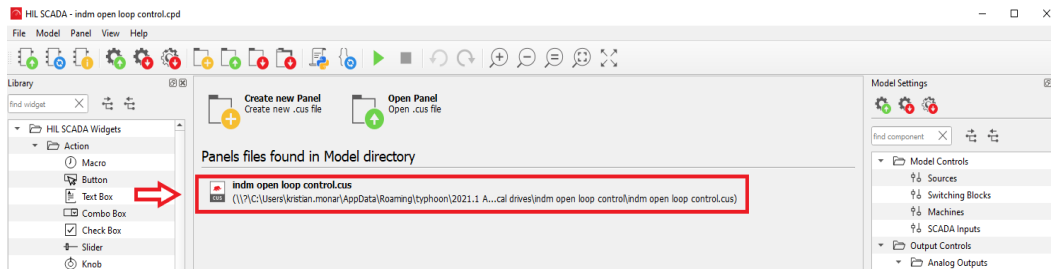 HIL SCADA - indm open loop control.cpd
File Model Panel View Help
Library
find widget
HIL SCADA Widgets
Action
Macro
Button
Text Box
Combo Box
Check Box
Slider
Knob
Create new Panel
Create new .cus file
Open Panel
Open .cus file
Panels files found in Model directory
CUS
indm open loop control.cus
(\\?\C:\Users\kristian.monar\AppData\Roaming\typhoon\2021.1 A...cal drives\indm open loop control\indm open loop control.cus)
Model Settings
find component
Model Controls
Sources
Switching Blocks
Machines
SCADA Inputs
Output Controls
Analog Outputs